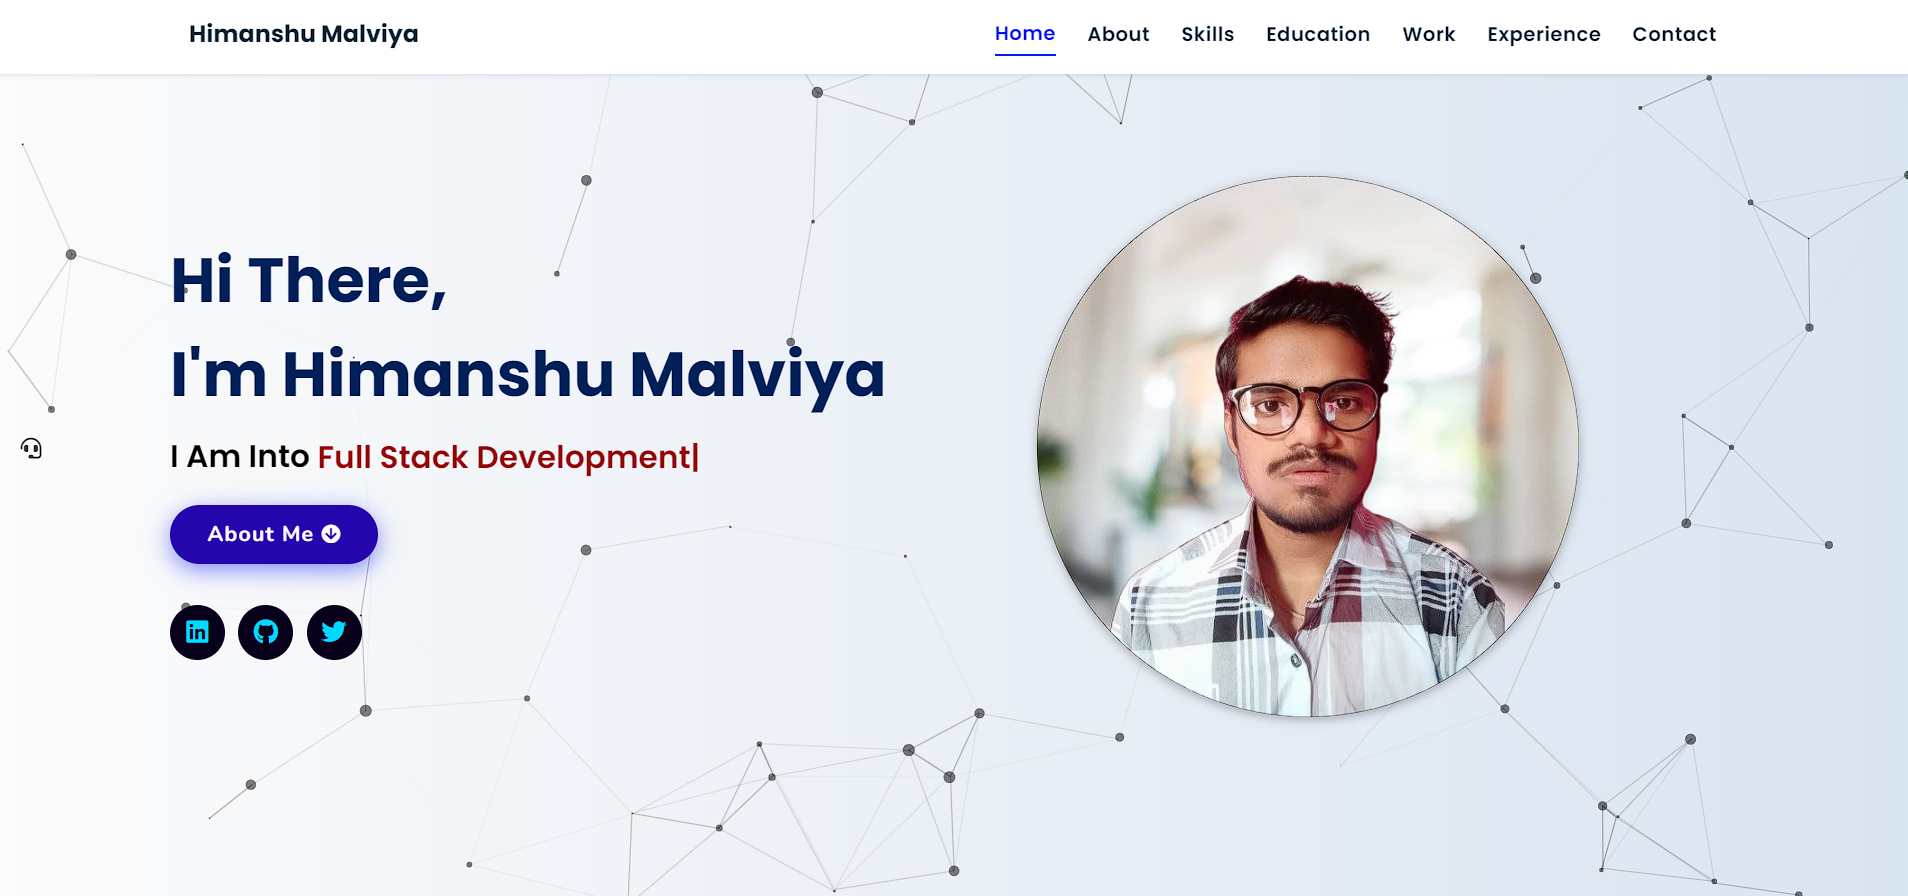 Himanshu Malviya
Home About Skills Education Work Experience Contact
Hi There,
I'm Himanshu Malviya
I Am Into Full Stack Development|
About Me